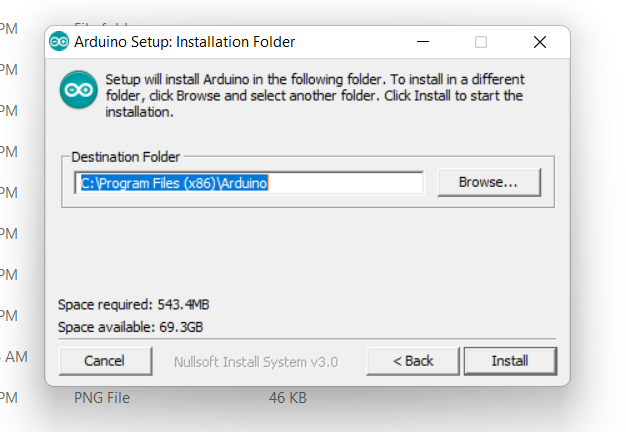 PM
Arduino Setup: Installation Folder
PM
Setup will install Arduino in the following folder. To install in a different
folder, click Browse and select another folder. Click Install to start the
installation.
PM
PM
Destination Folder
C:\Program Files (x86)\Arduino
Browse...
PM
PM
PM
Space required: 543.4MB
PM
Space available: 69.3GB
AM
Cancel
Nullsoft Install System v3.0
< Back
Install
PM
PNG File
46 KB